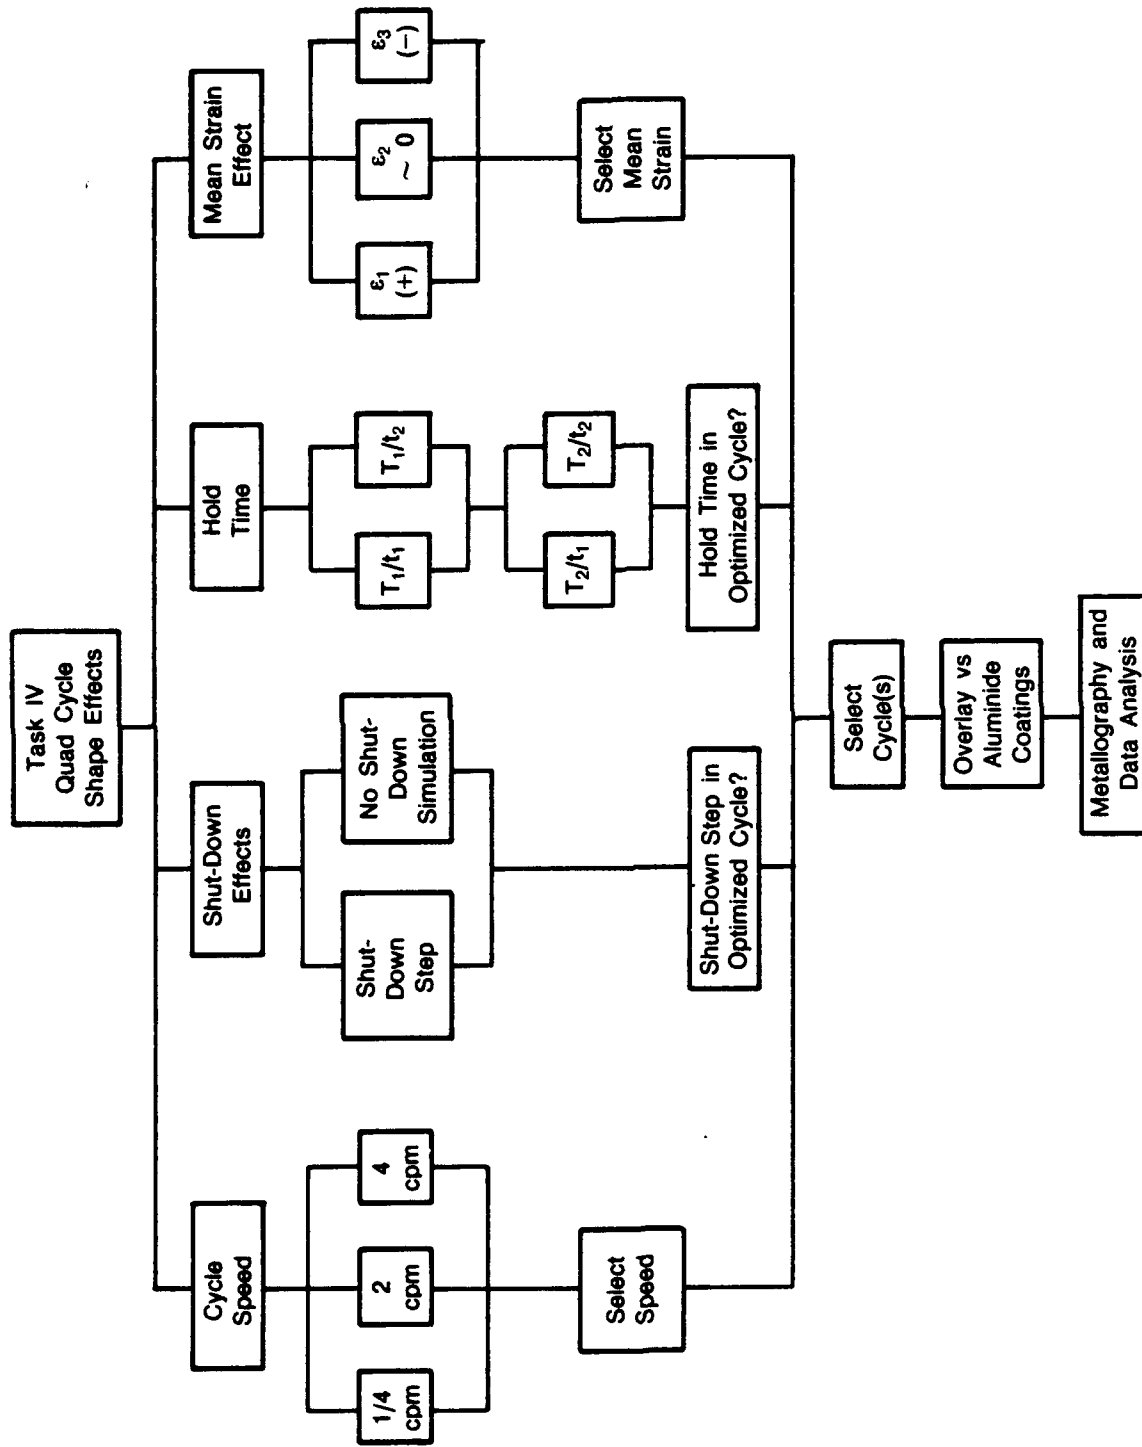 Task IV
Quad Cycle
Shape Effects
Cycle
Speed
1/4
cpm
2
cpm
4
cpm
Select
Speed
Shut-Down
Effects
Shut-
Down
Step
No Shut-
Down
Simulation
Shut-Down Step in
Optimized Cycle?
Hold
Time
T₁/t₁
T₁/t₂
T₂/t₁
T₂/t₂
Hold Time in
Optimized Cycle?
Mean Strain
Effect
ε₁
(+)
ε₂
~ 0
ε₃
(−)
Select
Mean
Strain
Select
Cycle(s)
Overlay vs
Aluminide
Coatings
Metallography and
Data Analysis